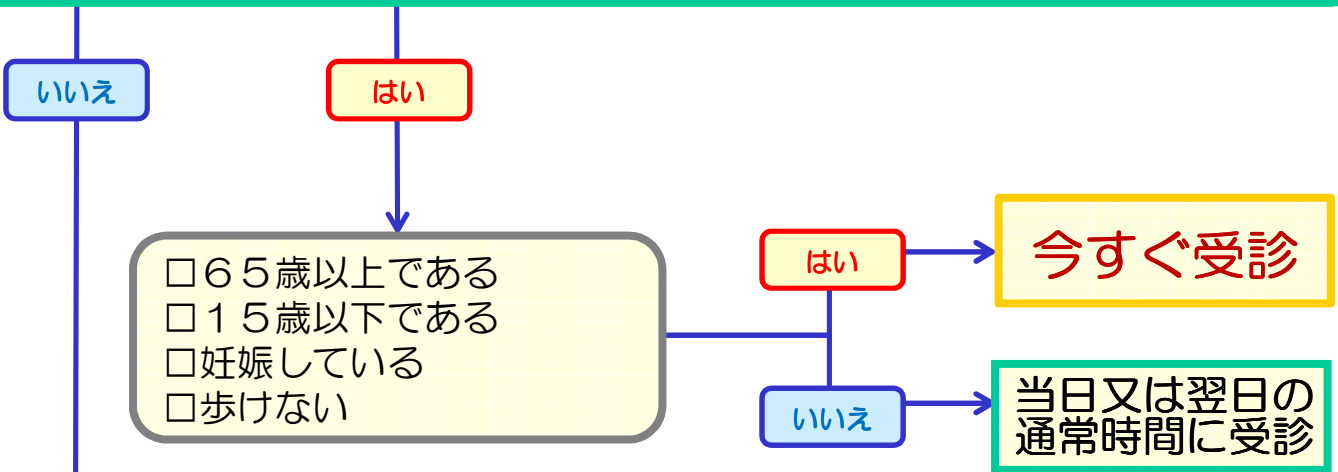 いいえ
はい
□６５歳以上である
□１５歳以下である
□妊娠している
□歩けない
はい
今すぐ受診
いいえ
当日又は翌日の
通常時間に受診